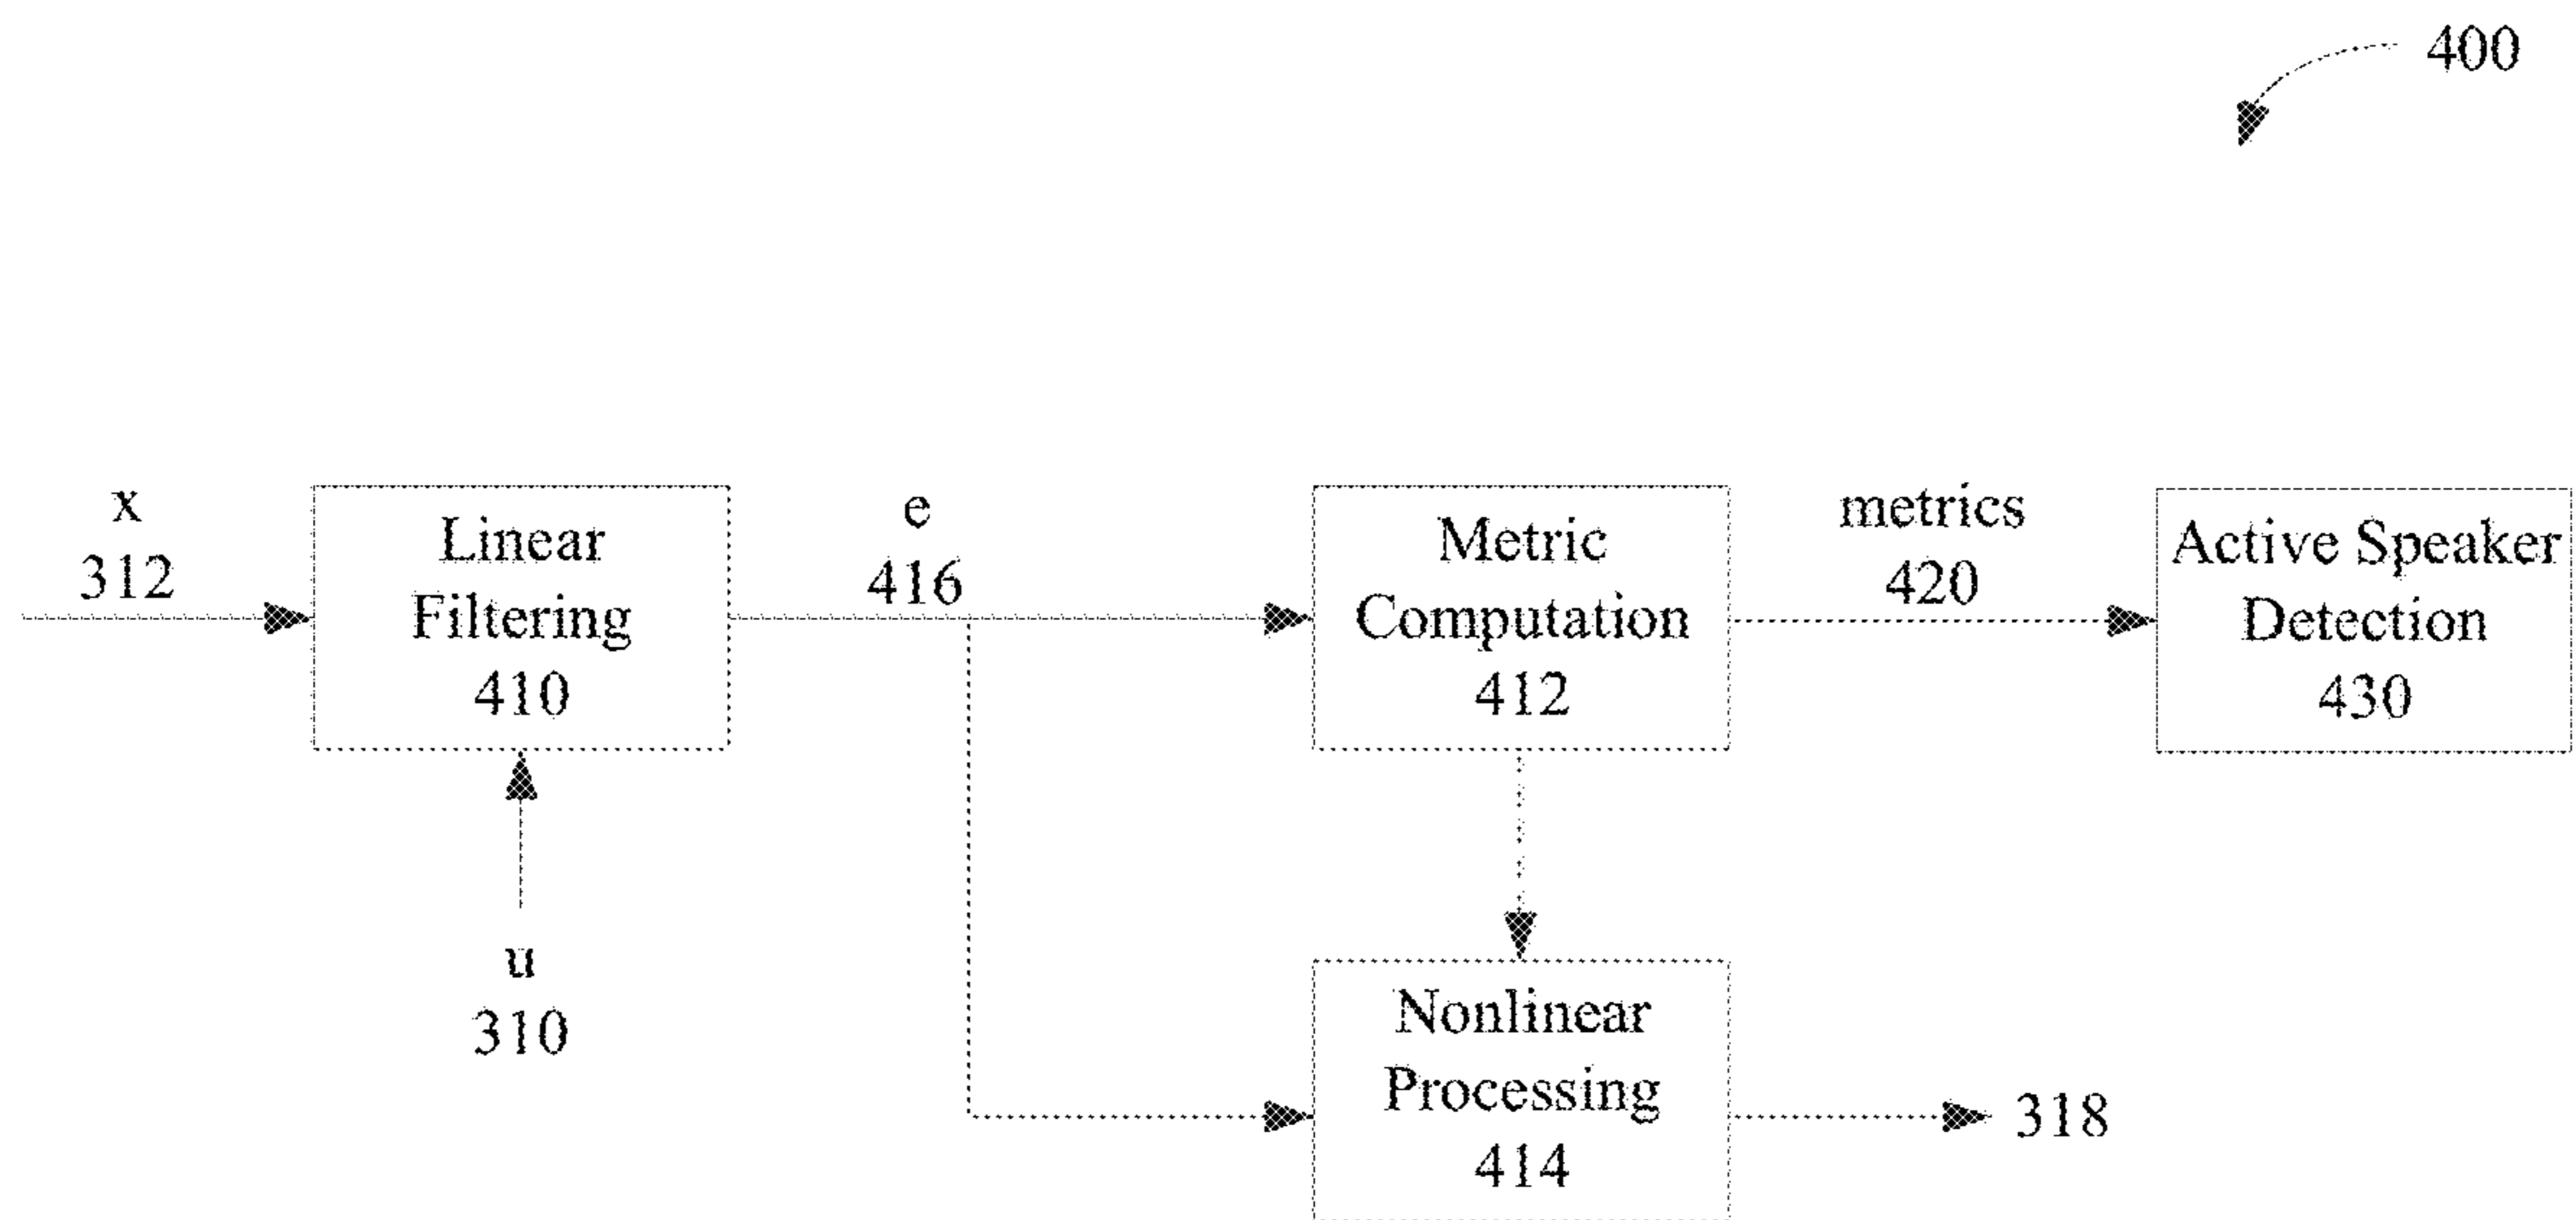 400
x
312
Linear
Filtering
410
e
416
Metric
Computation
412
metrics
420
Active Speaker
Detection
430
u
310
Nonlinear
Processing
414
318